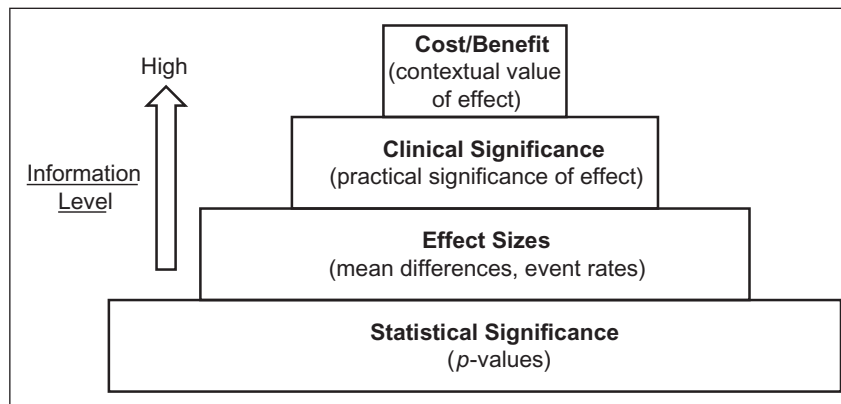 Cost/Benefit
(contextual value
of effect)
High
Clinical Significance
(practical significance of effect)
Information
Level
Effect Sizes
(mean differences, event rates)
Statistical Significance
(p-values)